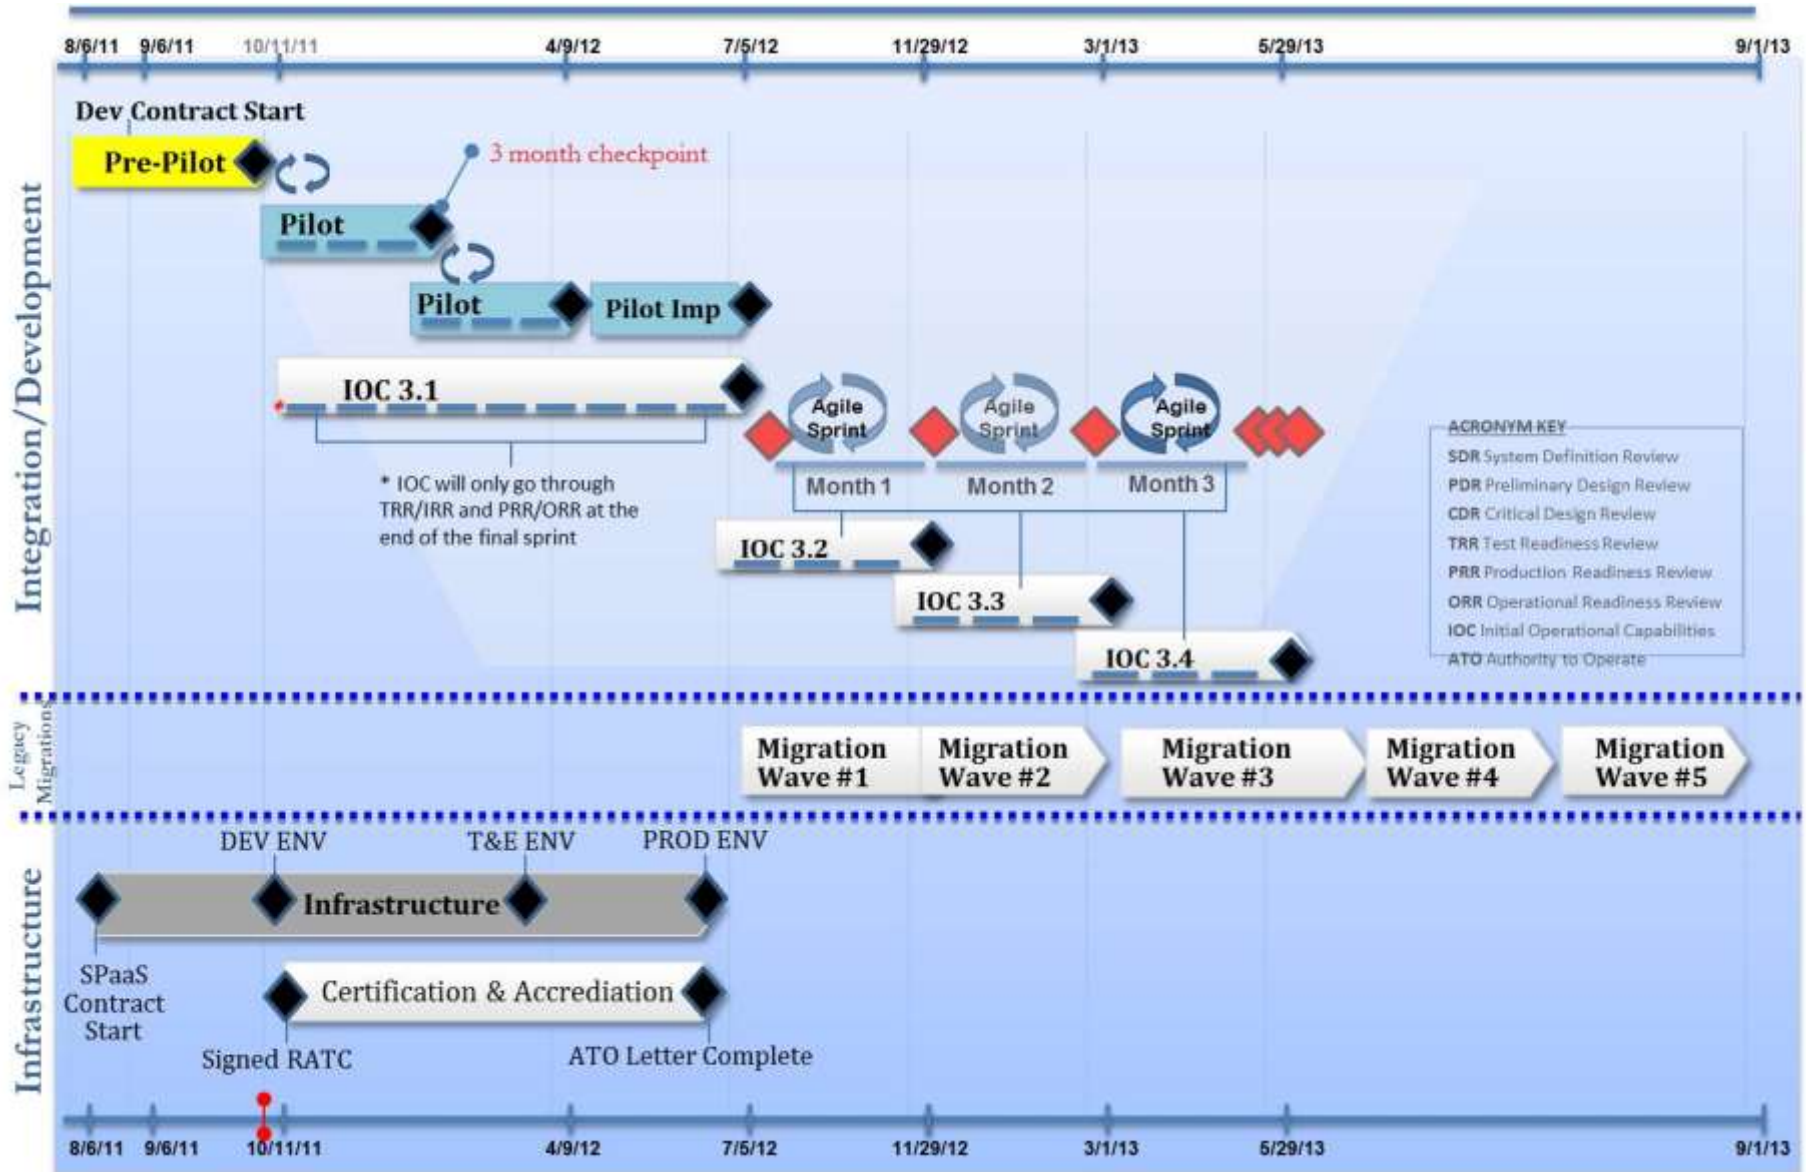 8/6/11 9/6/11 10/11/11 4/9/12 7/5/12 11/29/12 3/1/13 5/29/13 9/1/13
Integration/Development
Dev Contract Start
Pre-Pilot
3 month checkpoint
Pilot
Pilot
Pilot Imp
IOC 3.1
Agile
Sprint
Agile
Sprint
Agile
Sprint
Month 1
Month 2
Month 3
* IOC will only go through
TRR/IRR and PRR/ORR at the
end of the final sprint
IOC 3.2
IOC 3.3
IOC 3.4
ACRONYM KEY
SDR System Definition Review
PDR Preliminary Design Review
CDR Critical Design Review
TRR Test Readiness Review
PRR Production Readiness Review
ORR Operational Readiness Review
IOC Initial Operational Capabilities
ATO Authority to Operate
Legacy
Migrations
Migration
Wave #1
Migration
Wave #2
Migration
Wave #3
Migration
Wave #4
Migration
Wave #5
Infrastructure
DEV ENV
T&E ENV
PROD ENV
Infrastructure
SPaaS
Contract
Start
Certification & Accrediation
Signed RATC
ATO Letter Complete
8/6/11 9/6/11 10/11/11 4/9/12 7/5/12 11/29/12 3/1/13 5/29/13 9/1/13